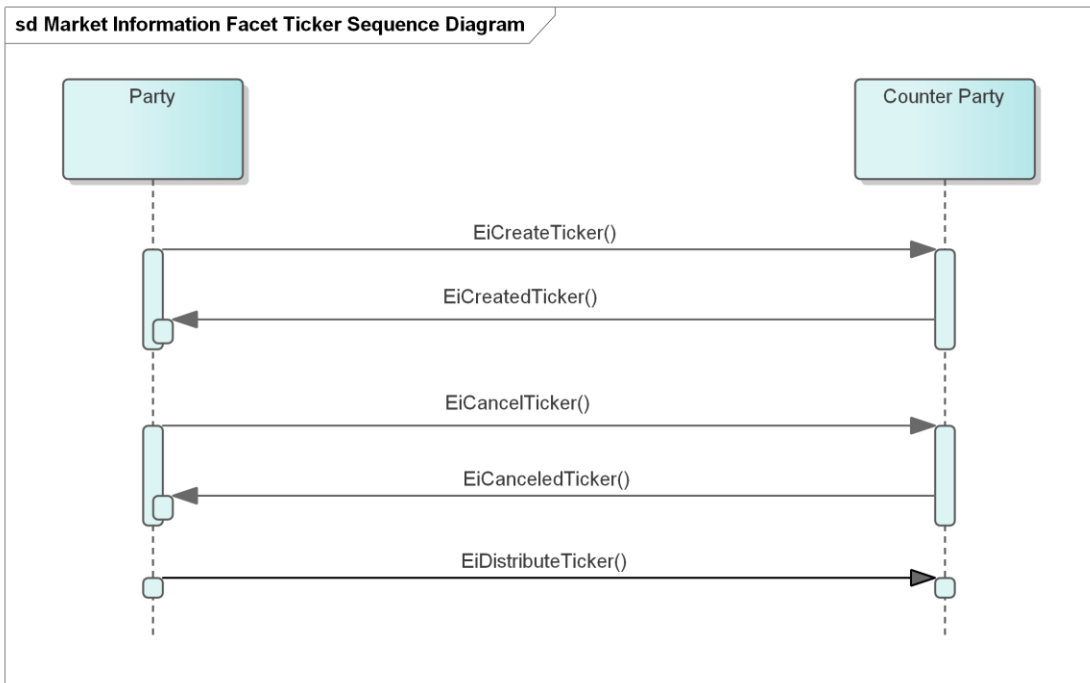 sd Market Information Facet Ticker Sequence Diagram
Party
Counter Party
EiCreateTicker()
EiCreatedTicker()
EiCancelTicker()
EiCanceledTicker()
EiDistributeTicker()